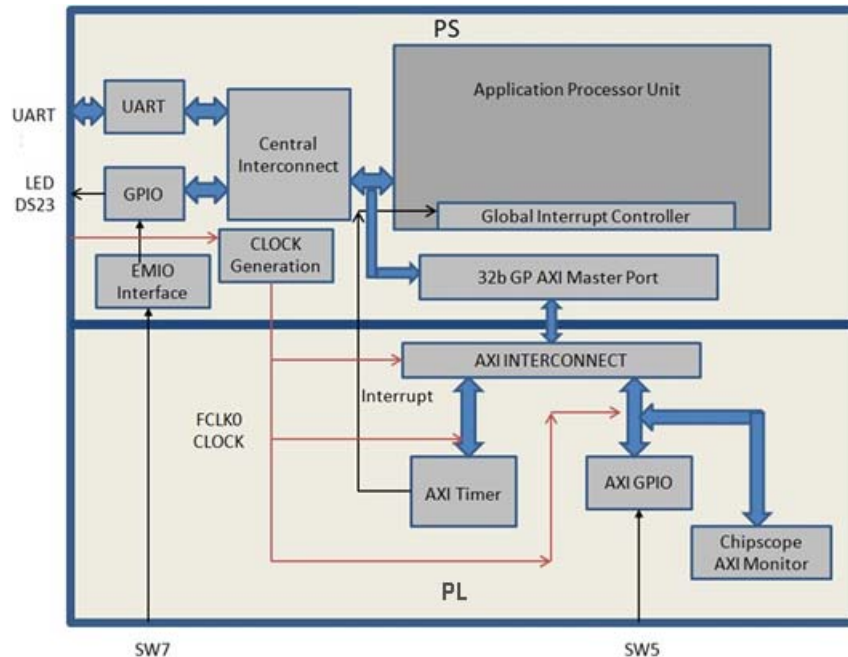 PS
Application Processor Unit
UART
UART
Central
Interconnect
LED
DS23
GPIO
Global Interrupt Controller
CLOCK
Generation
EMIO
Interface
32b GP AXI Master Port
AXI INTERCONNECT
Interrupt
FCLK0
CLOCK
AXI Timer
AXI GPIO
Chipscope
AXI Monitor
PL
SW7
SW5